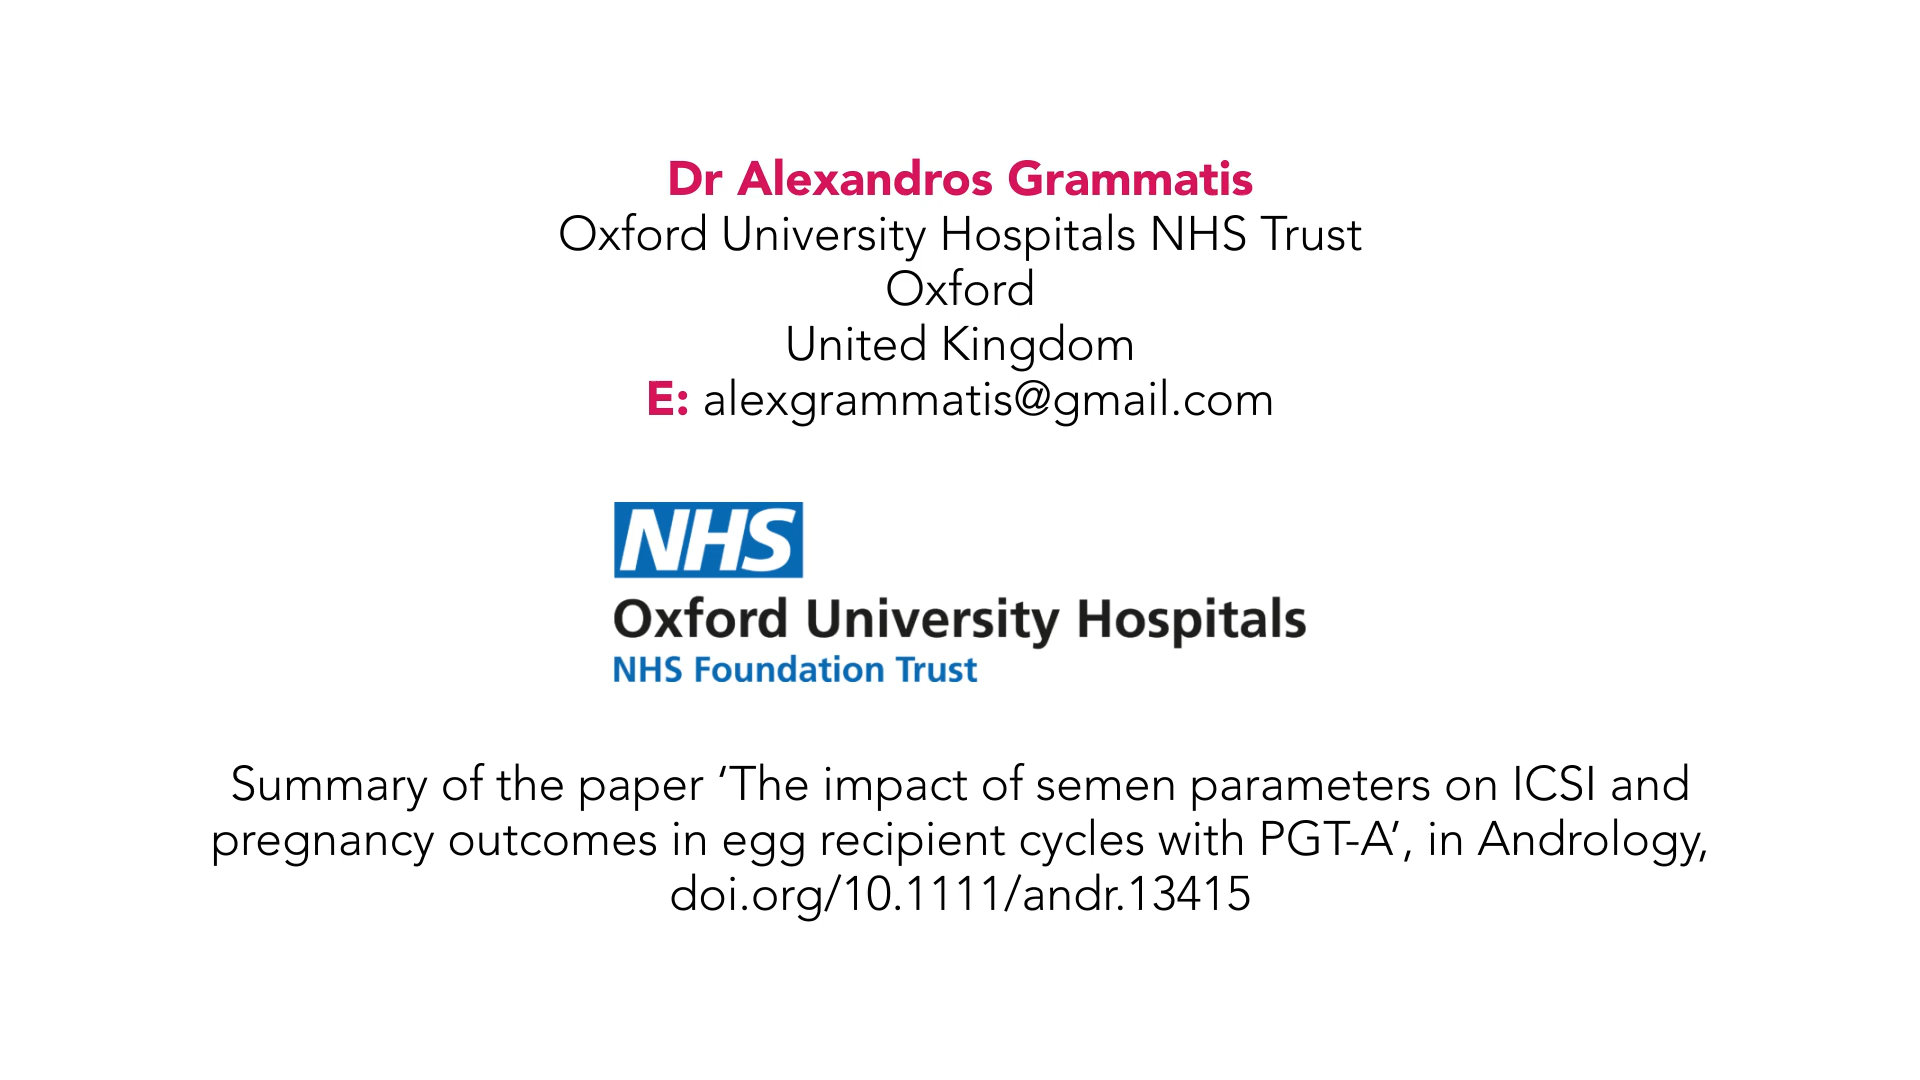 Dr Alexandros Grammatis
Oxford University Hospitals NHS Trust
Oxford
United Kingdom
E: alexgrammatis@gmail.com
NHS
Oxford University Hospitals
NHS Foundation Trust
Summary of the paper ‘The impact of semen parameters on ICSI and
pregnancy outcomes in egg recipient cycles with PGT-A’, in Andrology,
doi.org/10.1111/andr.13415